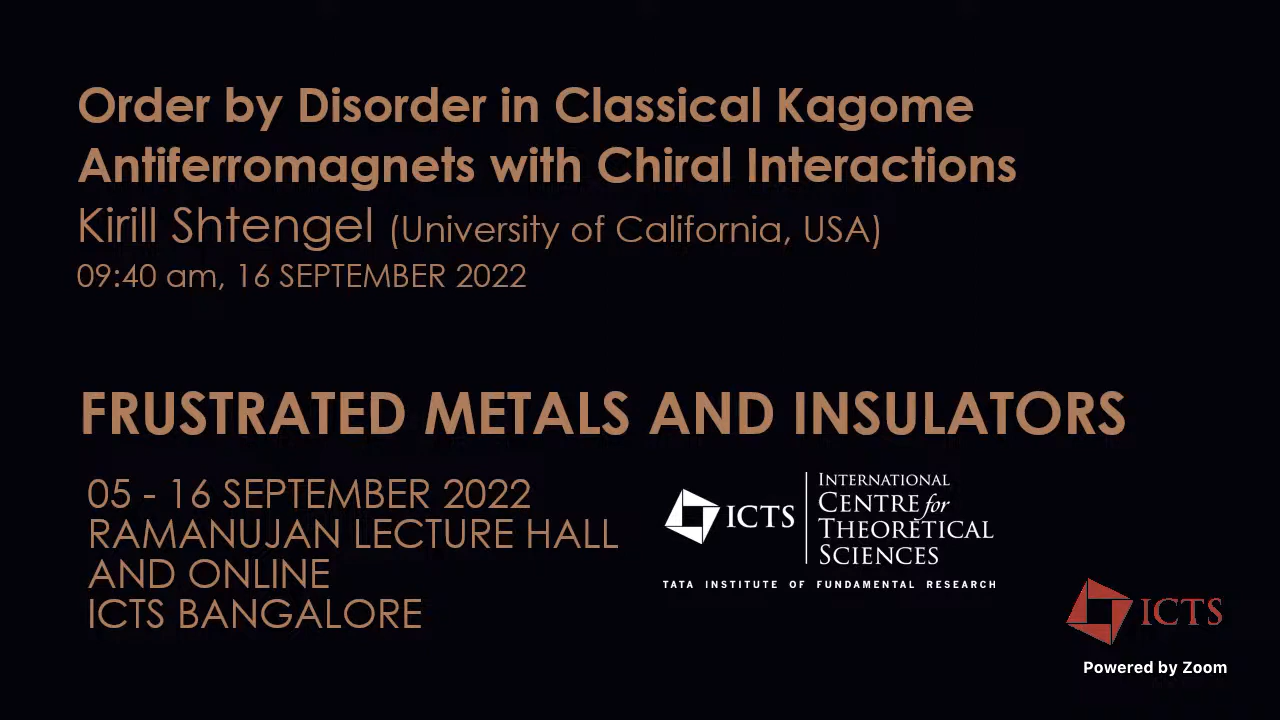 Order by Disorder in Classical Kagome
Antiferromagnets with Chiral Interactions
Kirill Shtengel (University of California, USA)
09:40 am, 16 SEPTEMBER 2022
FRUSTRATED METALS AND INSULATORS
05 - 16 SEPTEMBER 2022
RAMANUJAN LECTURE HALL
AND ONLINE
ICTS BANGALORE
ICTS
INTERNATIONAL
CENTRE for
THEORETICAL
SCIENCES
TATA INSTITUTE OF FUNDAMENTAL RESEARCH
ICTS
Powered by Zoom